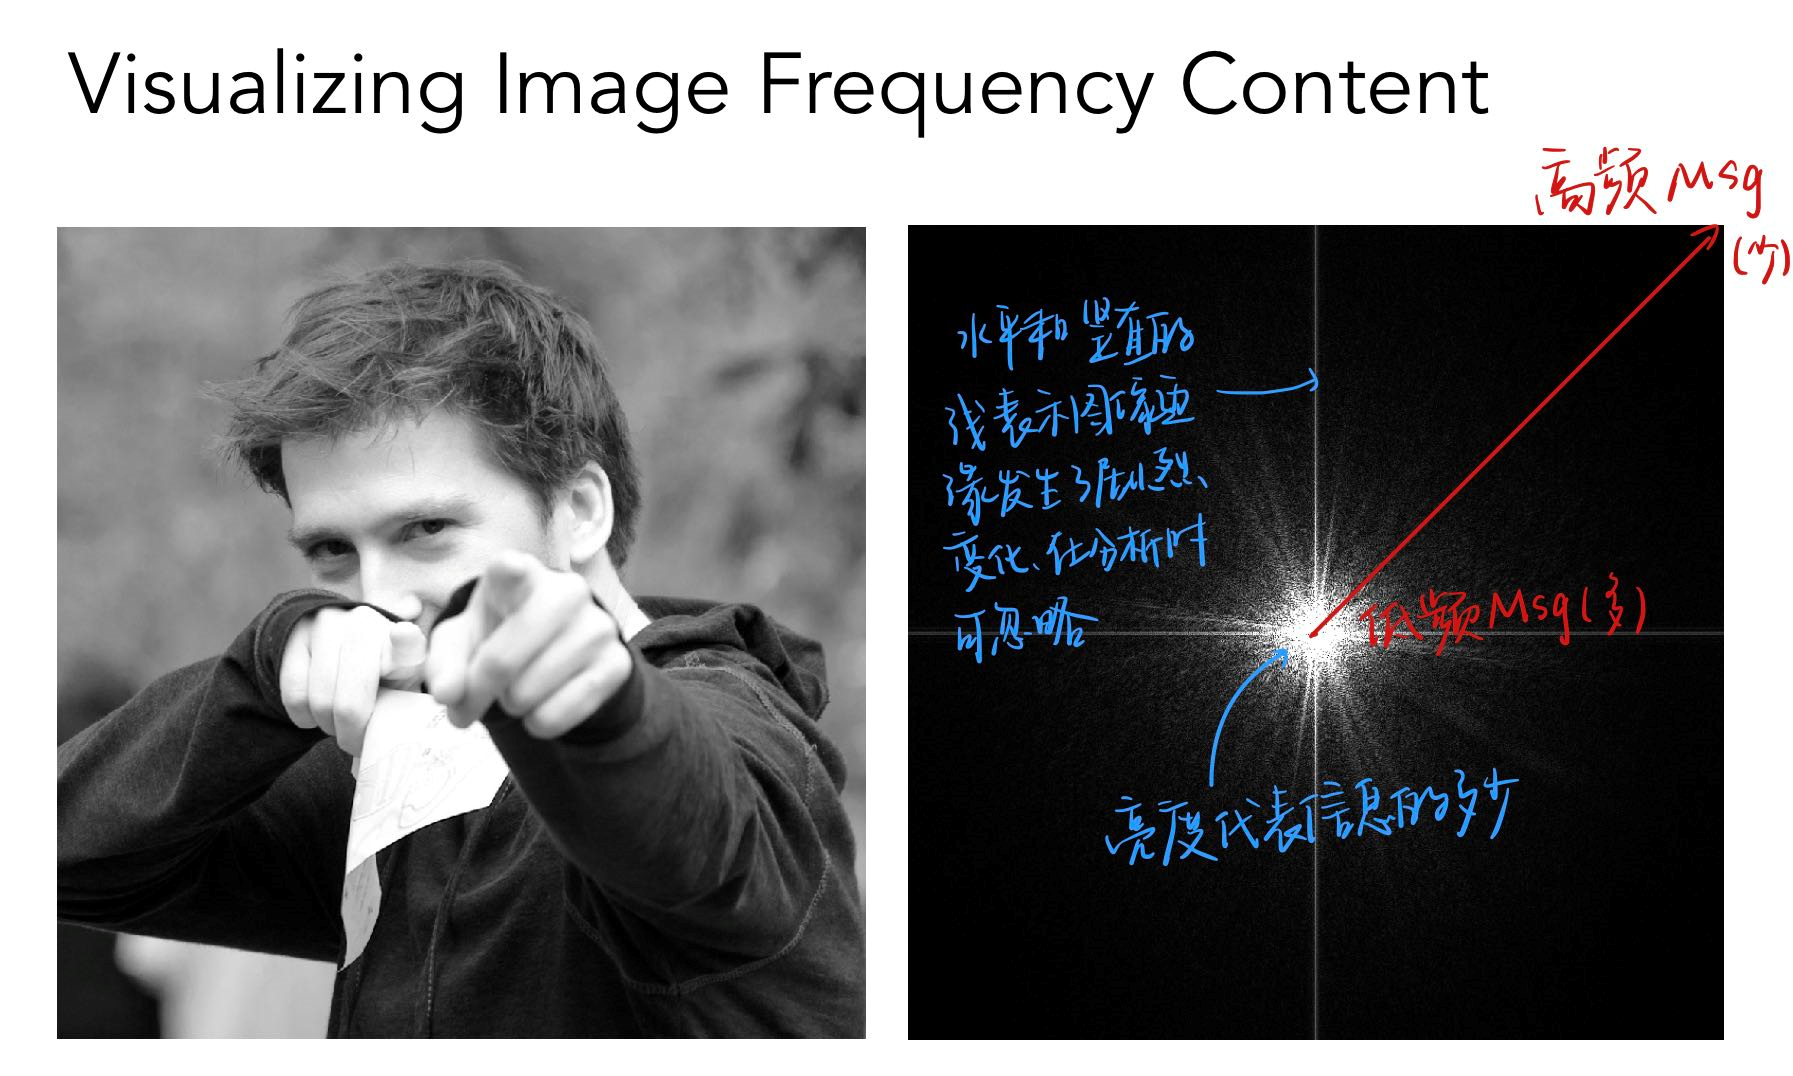 Visualizing Image Frequency Content
高频 Msg
(少)
水平和竖直的
线表示图像边
缘发生了剧烈、
变化、在分析时
可忽略
低频 Msg (多)
亮度代表信息的多少